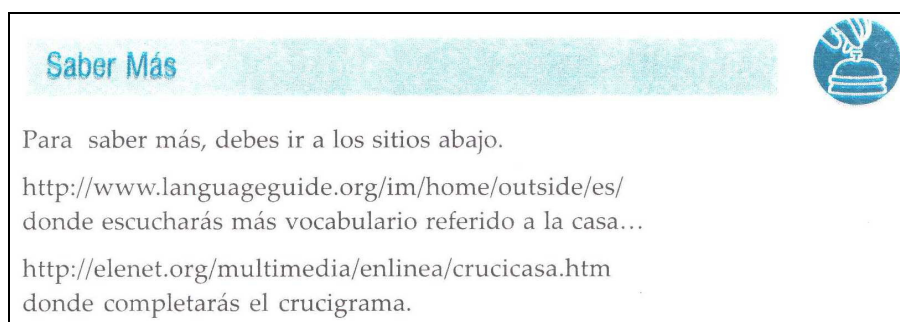 Saber Más
Para saber más, debes ir a los sitios abajo.
http://www.languageguide.org/im/home/outside/es/
donde escucharás más vocabulario referido a la casa...
http://elenet.org/multimedia/enlinea/crucicasa.htm
donde completarás el crucigrama.